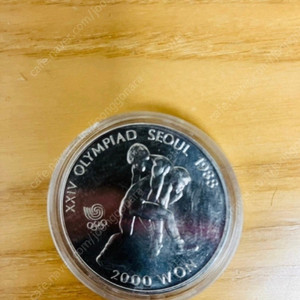 XXIV OLYMPIAD SEOUL 1988
2000 WON